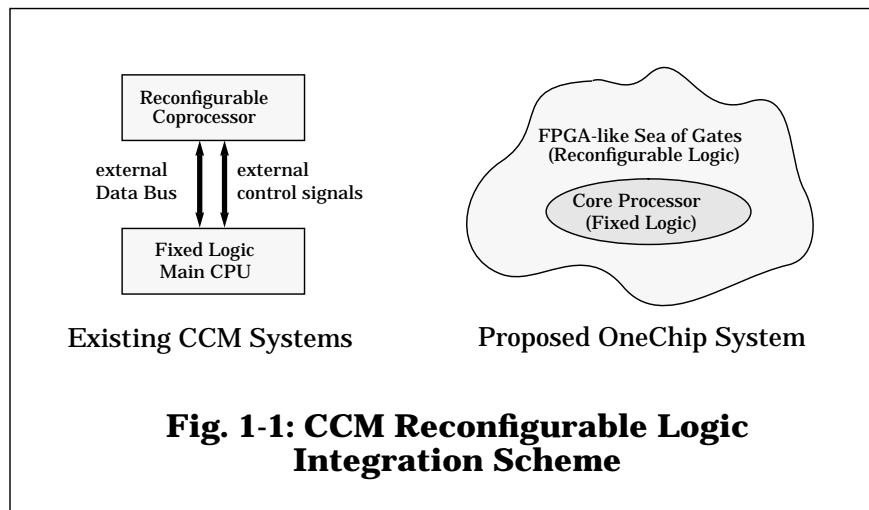 Reconfigurable
Coprocessor
external
Data Bus
external
control signals
Fixed Logic
Main CPU
Existing CCM Systems
FPGA-like Sea of Gates
(Reconfigurable Logic)
Core Processor
(Fixed Logic)
Proposed OneChip System
Fig. 1-1: CCM Reconfigurable Logic
Integration Scheme